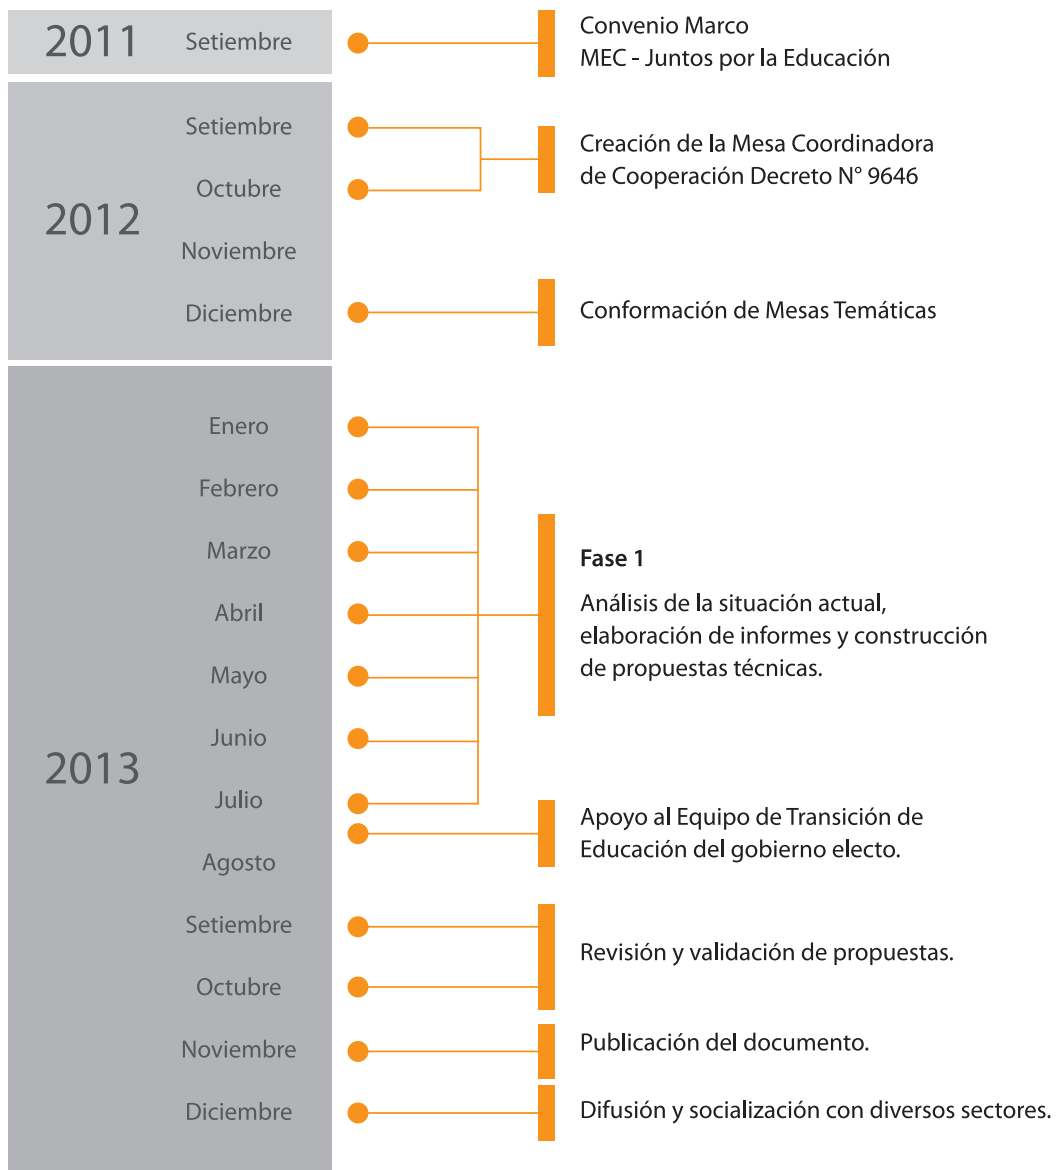 2011
Setiembre
Convenio Marco
MEC - Juntos por la Educación
2012
Setiembre
Octubre
Creación de la Mesa Coordinadora
de Cooperación Decreto N° 9646
Noviembre
Diciembre
Conformación de Mesas Temáticas
2013
Enero
Febrero
Marzo
Abril
Mayo
Junio
Julio
Fase 1
Análisis de la situación actual,
elaboración de informes y construcción
de propuestas técnicas.
Apoyo al Equipo de Transición de
Educación del gobierno electo.
Agosto
Setiembre
Octubre
Revisión y validación de propuestas.
Noviembre
Publicación del documento.
Diciembre
Difusión y socialización con diversos sectores.